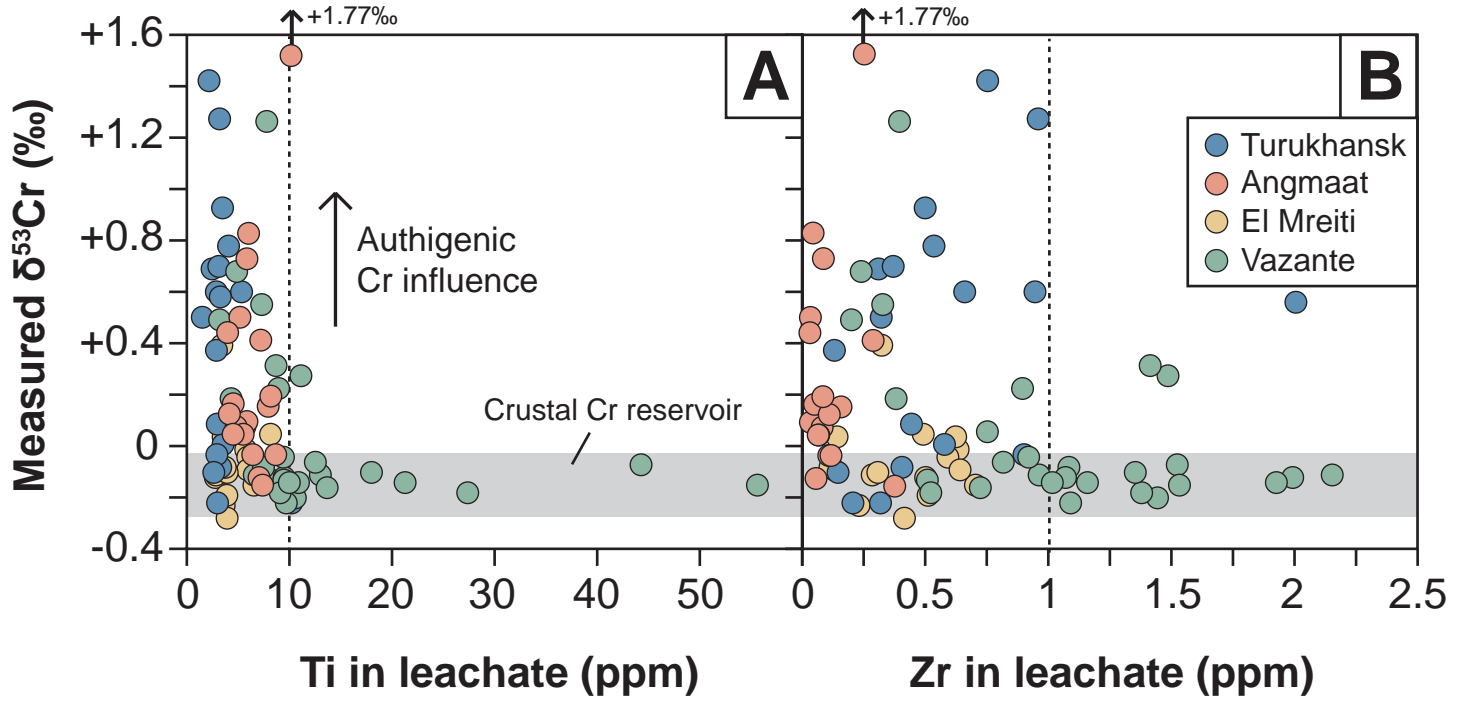 +1.77‰
+1.77‰
+1.6
+1.2
+0.8
+0.4
0
-0.4
Measured δ⁵³Cr (‰)
A
Authigenic
Cr influence
Crustal Cr reservoir
0
10
20
30
40
50
Ti in leachate (ppm)
B
Turukhansk
Angmaat
El Mreiti
Vazante
0
0.5
1
1.5
2
2.5
Zr in leachate (ppm)